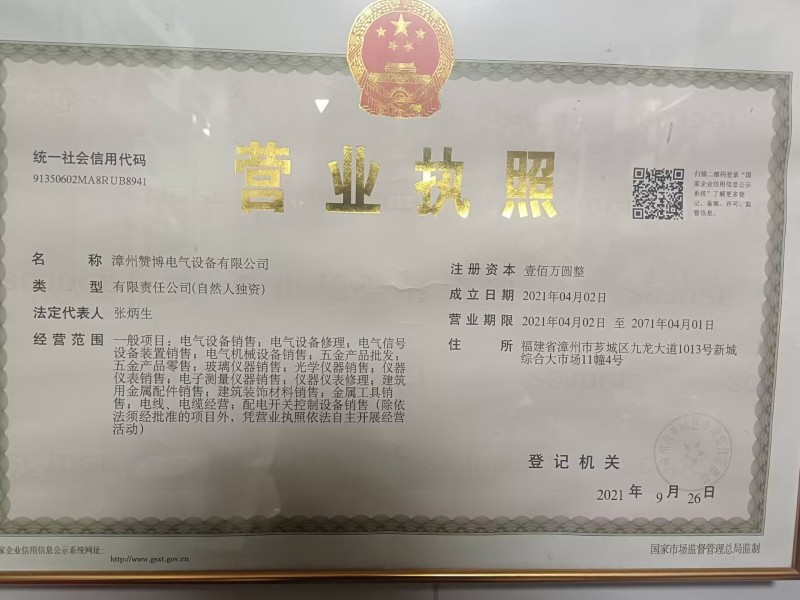 营业执照
统一社会信用代码
91350602MA8RUB8941
扫描二维码登录“国
家企业信用信息公示
系统”了解更多登
记、备案、许可、监
管信息。
名 称 漳州赞博电气设备有限公司
类 型 有限责任公司(自然人独资)
法定代表人 张炳生
经营范围 一般项目：电气设备销售；电气设备修理；电气信号
设备装置销售；电气机械设备销售；五金产品批发；
五金产品零售；玻璃仪器销售；光学仪器销售；仪器
仪表销售；电子测量仪器销售；仪器仪表修理；建筑
用金属配件销售；建筑装饰材料销售；金属工具销
售；电线、电缆经营；配电开关控制设备销售（除依
法须经批准的项目外，凭营业执照依法自主开展经营
活动）
注册资本 壹佰万圆整
成立日期 2021年04月02日
营业期限 2021年04月02日 至 2071年04月01日
住 所 福建省漳州市芗城区九龙大道1013号新城
综合大市场11幢4号
登记机关
2021 年 9 月 26 日
家企业信用信息公示系统网址：
http://www.gsxt.gov.cn
国家市场监督管理总局监制